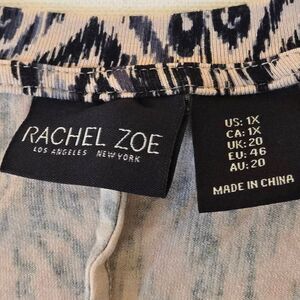 RACHEL ZOE
LOS ANGELES NEW YORK
US: 1X
CA: 1X
UK: 20
EU: 46
AU: 20
MADE IN CHINA